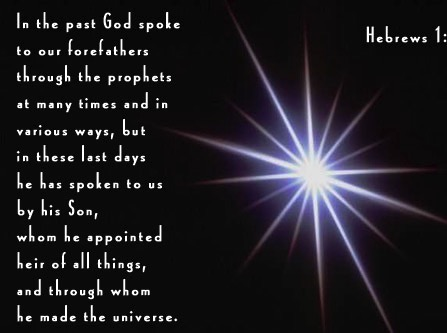 In the past God spoke
to our forefathers
through the prophets
at many times and in
various ways, but
in these last days
he has spoken to us
by his Son,
whom he appointed
heir of all things,
and through whom
he made the universe.
Hebrews 1: